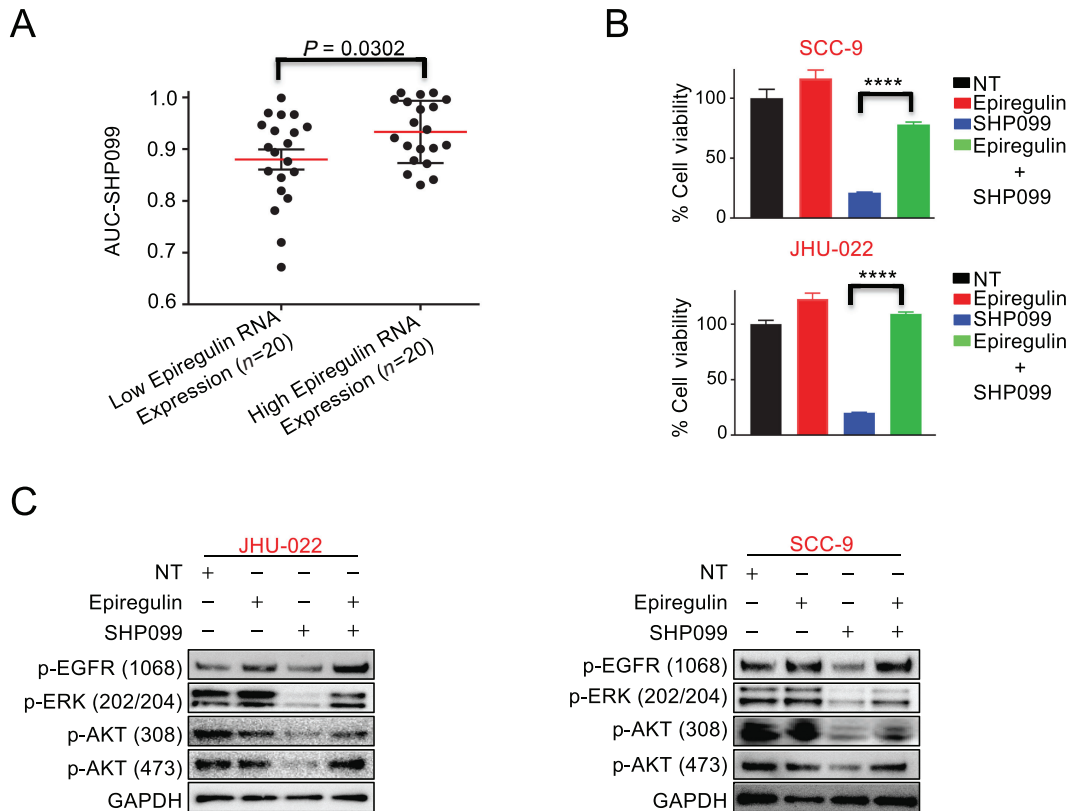 A
P = 0.0302
AUC-SHP099
1.0
0.9
0.8
0.7
0.6
Low Epiregulin RNA
Expression (n=20)
High Epiregulin RNA
Expression (n=20)
B
SCC-9
% Cell viability
100
50
0
****
NT
Epiregulin
SHP099
Epiregulin
+
SHP099
JHU-022
% Cell viability
100
50
0
****
NT
Epiregulin
SHP099
Epiregulin
+
SHP099
C
JHU-022
NT + – – –
Epiregulin – + – +
SHP099 – – + +
p-EGFR (1068)
p-ERK (202/204)
p-AKT (308)
p-AKT (473)
GAPDH
SCC-9
NT + – – –
Epiregulin – + – +
SHP099 – – + +
p-EGFR (1068)
p-ERK (202/204)
p-AKT (308)
p-AKT (473)
GAPDH